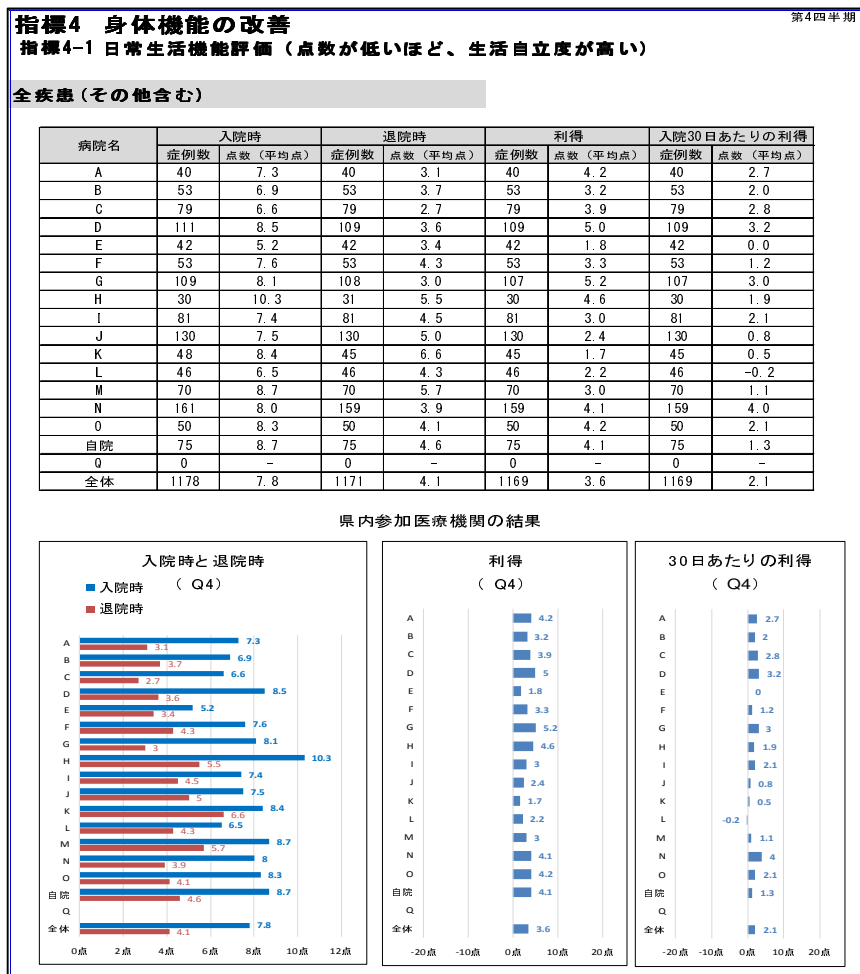 第4四半期
指標4 身体機能の改善
指標4-1 日常生活機能評価（点数が低いほど、生活自立度が高い）
全疾患（その他含む）
病院名 入院時 退院時 利得 入院30日あたりの利得
症例数 点数（平均点） 症例数 点数（平均点） 症例数 点数（平均点） 症例数 点数（平均点）
A 40 7.3 40 3.1 40 4.2 40 2.7
B 53 6.9 53 3.7 53 3.2 53 2.0
C 79 6.6 79 2.7 79 3.9 79 2.8
D 111 8.5 109 3.6 109 5.0 109 3.2
E 42 5.2 42 3.4 42 1.8 42 0.0
F 53 7.6 53 4.3 53 3.3 53 1.2
G 109 8.1 108 3.0 107 5.2 107 3.0
H 30 10.3 31 5.5 30 4.6 30 1.9
I 81 7.4 81 4.5 81 3.0 81 2.1
J 130 7.5 130 5.0 130 2.4 130 0.8
K 48 8.4 45 6.6 45 1.7 45 0.5
L 46 6.5 46 4.3 46 2.2 46 -0.2
M 70 8.7 70 5.7 70 3.0 70 1.1
N 161 8.0 159 3.9 159 4.1 159 4.0
O 50 8.3 50 4.1 50 4.2 50 2.1
自院 75 8.7 75 4.6 75 4.1 75 1.3
Q 0 - 0 - 0 - 0 -
全体 1178 7.8 1171 4.1 1169 3.6 1169 2.1
県内参加医療機関の結果
入院時と退院時
（ Q4）
入院時
退院時
A 7.3
3.1
B 6.9
3.7
C 6.6
2.7
D 8.5
3.6
E 5.2
3.4
F 7.6
4.3
G 8.1
3
H 10.3
5.5
I 7.4
4.5
J 7.5
5
K 8.4
6.6
L 6.5
4.3
M 8.7
5.7
N 8
3.9
O 8.3
4.1
自院 8.7
4.6
Q
全体 7.8
4.1
0点 2点 4点 6点 8点 10点 12点
利得
（ Q4）
A 4.2
B 3.2
C 3.9
D 5
E 1.8
F 3.3
G 5.2
H 4.6
I 3
J 2.4
K 1.7
L 2.2
M 3
N 4.1
O 4.2
自院 4.1
Q
全体 3.6
-20点 -10点 0点 10点 20点
30日あたりの利得
（ Q4）
A 2.7
B 2
C 2.8
D 3.2
E 0
F 1.2
G 3
H 1.9
I 2.1
J 0.8
K 0.5
L -0.2
M 1.1
N 4
O 2.1
自院 1.3
Q
全体 2.1
-20点 -10点 0点 10点 20点